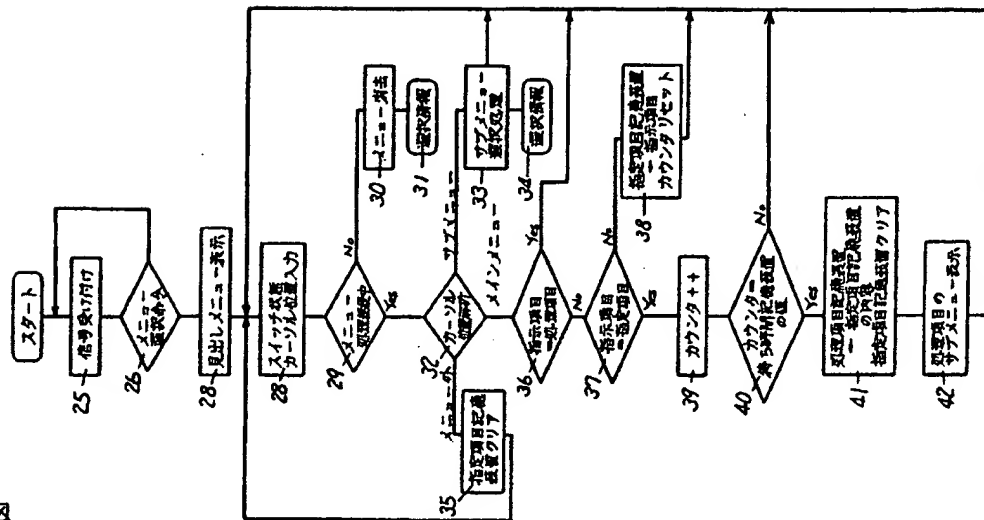 スタート
25
信号受け付け
26
メニュー
選択命令
28
見出しメニュー表示
28
スイッチ状態
カーソル位置入力
29
メニュー
処理接続中
No
Yes
30
メニュー消去
31
選択情報
32
カーソル
位置解析
サブメニュー
メインメニュー
メニュー外
33
サブメニュー
選択処理
34
選択情報
35
指定項目記憶
装置クリア
36
指示項目
=処理項目
Yes
No
37
指示項目
=指定項目
No
Yes
38
指定項目記憶装置
← 指示項目
カウンタリセット
39
カウンタ++
40
カウンター
待ち時間記憶装置
の値
No
Yes
41
処理項目記憶装置
← 指定項目記憶装置
の内容
指定項目記憶装置クリア
42
処理項目の
サブメニュー表示
図